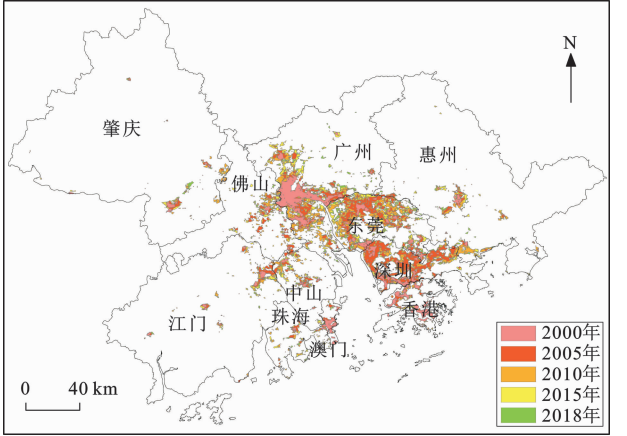 N
肇庆
广州
惠州
佛山
东莞
深圳
中山
香港
珠海
江门
澳门
0 40 km
2000年
2005年
2010年
2015年
2018年